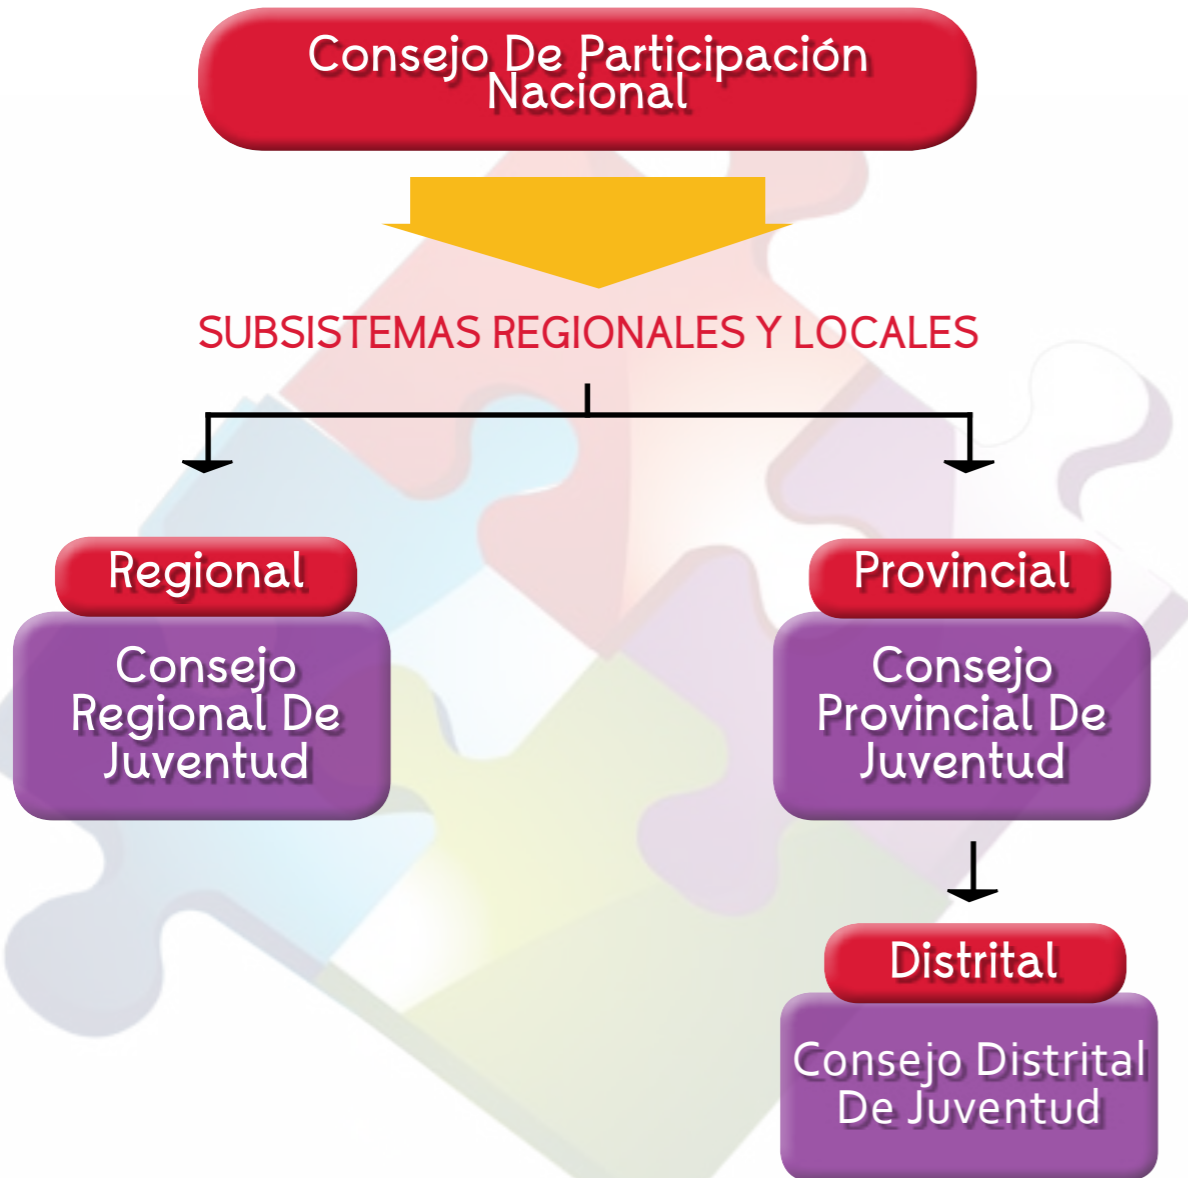 Consejo De Participación
Nacional
SUBSISTEMAS REGIONALES Y LOCALES
Regional
Consejo
Regional De
Juventud
Provincial
Consejo
Provincial De
Juventud
Distrital
Consejo Distrital
De Juventud